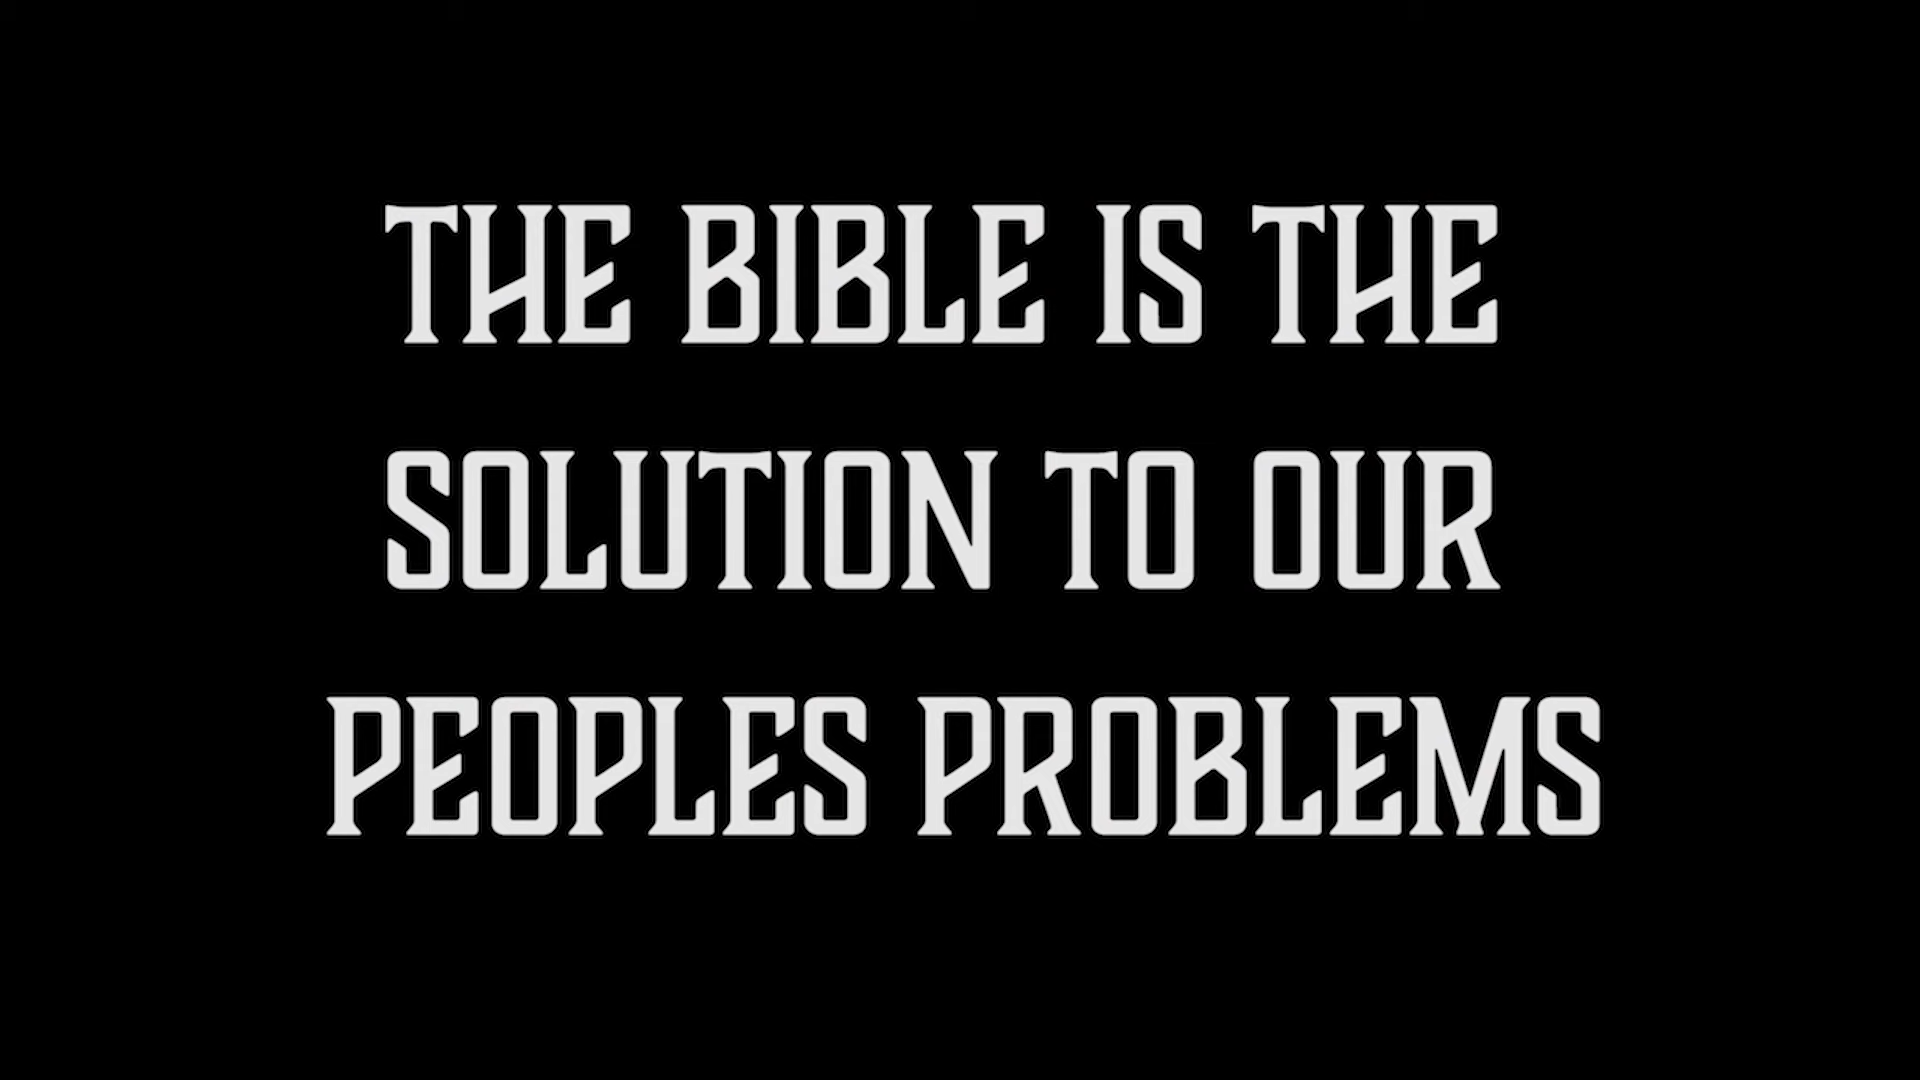 THE BIBLE IS THE
SOLUTION TO OUR
PEOPLES PROBLEMS